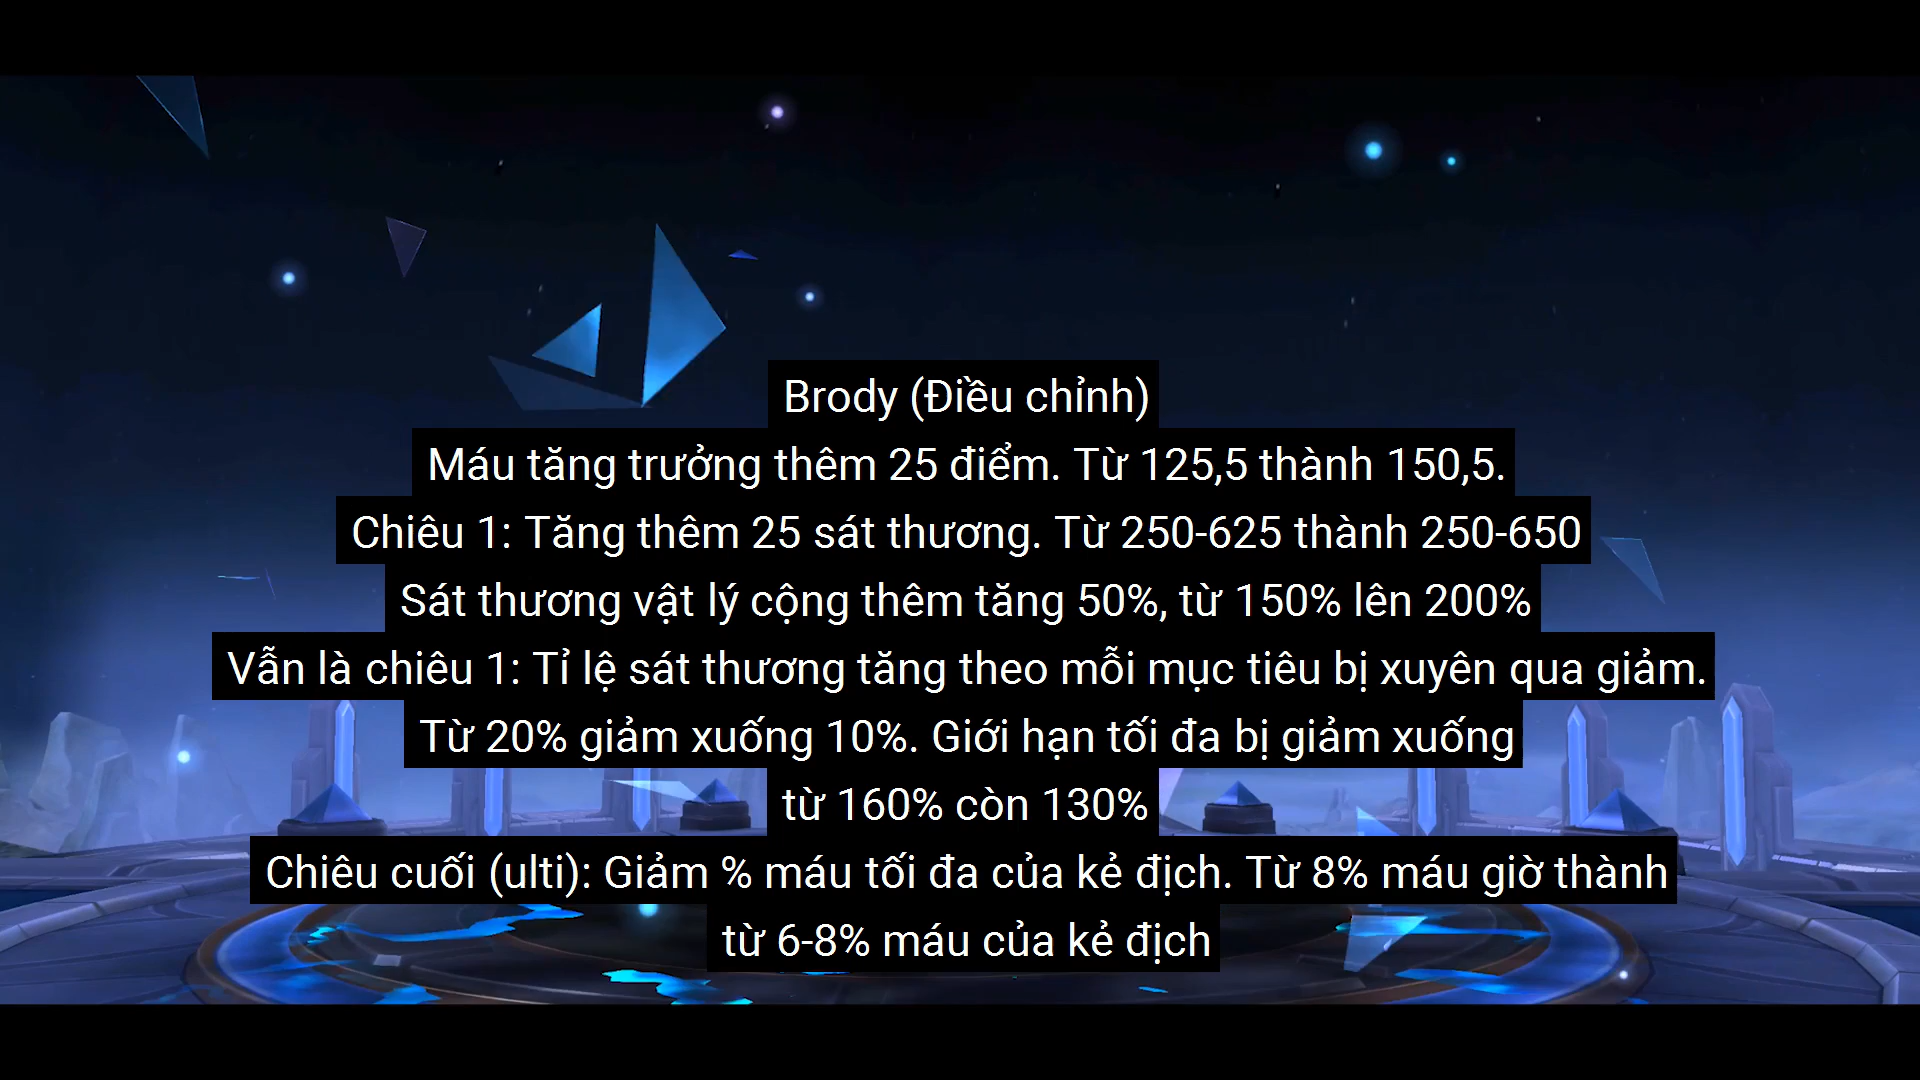 Brody (Điều chỉnh)
Máu tăng trưởng thêm 25 điểm. Từ 125,5 thành 150,5.
Chiêu 1: Tăng thêm 25 sát thương. Từ 250-625 thành 250-650
Sát thương vật lý cộng thêm tăng 50%, từ 150% lên 200%
Vẫn là chiêu 1: Tỉ lệ sát thương tăng theo mỗi mục tiêu bị xuyên qua giảm.
Từ 20% giảm xuống 10%. Giới hạn tối đa bị giảm xuống
từ 160% còn 130%
Chiêu cuối (ulti): Giảm % máu tối đa của kẻ địch. Từ 8% máu giờ thành
từ 6-8% máu của kẻ địch